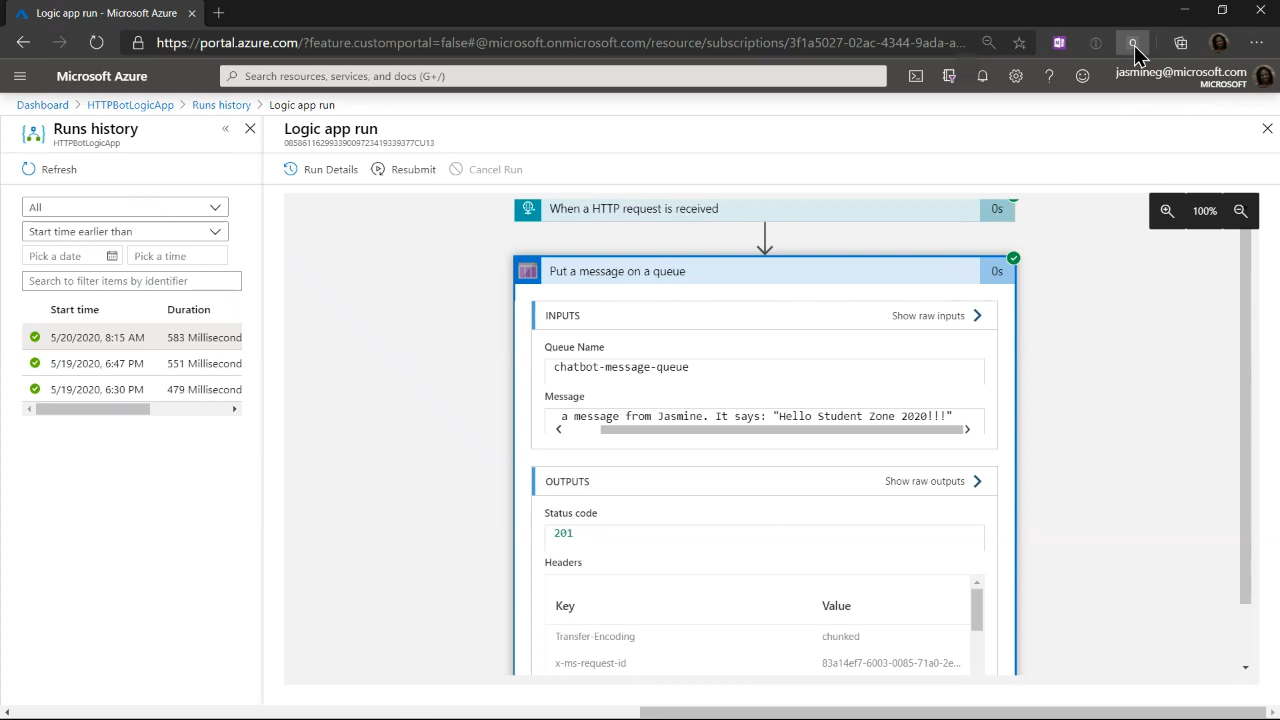 Logic app run - Microsoft Azure
https://portal.azure.com/?feature.customportal=false#@microsoft.onmicrosoft.com/resource/subscriptions/3f1a5027-02ac-4344-9ada-a...
Microsoft Azure
Search resources, services, and docs (G+/)
jasmineg@microsoft.com
MICROSOFT
Dashboard > HTTPBotLogicApp > Runs history > Logic app run
Runs history
HTTPBotLogicApp
Refresh
All
Start time earlier than
Pick a date
Pick a time
Search to filter items by identifier
Start time Duration
5/20/2020, 8:15 AM 583 Millisecond
5/19/2020, 6:47 PM 551 Millisecond
5/19/2020, 6:30 PM 479 Millisecond
Logic app run
08586116299339009723419339377CU13
Run Details Resubmit Cancel Run
When a HTTP request is received 0s
100%
Put a message on a queue 0s
INPUTS Show raw inputs
Queue Name
chatbot-message-queue
Message
a message from Jasmine. It says: "Hello Student Zone 2020!!!"
OUTPUTS Show raw outputs
Status code
201
Headers
Key Value
Transfer-Encoding chunked
x-ms-request-id 83a14ef7-6003-0085-71a0-2e...